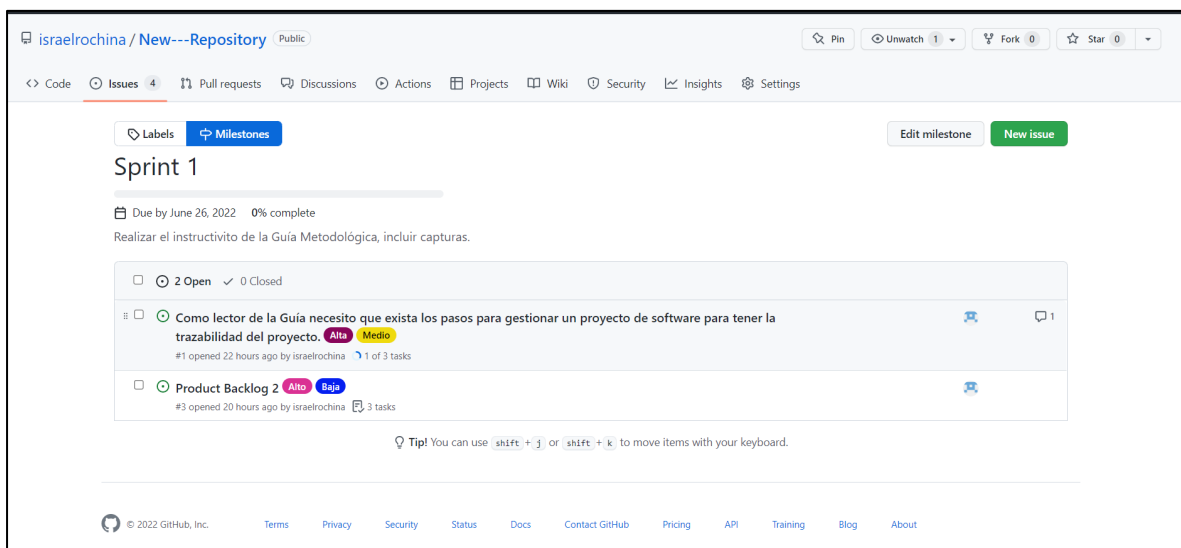 israelrochina / New---Repository Public
Pin Unwatch 1 Fork 0 Star 0
Code Issues 4 Pull requests Discussions Actions Projects Wiki Security Insights Settings
Labels Milestones Edit milestone New issue
Sprint 1
Due by June 26, 2022 0% complete
Realizar el instructivito de la Guía Metodológica, incluir capturas.
2 Open 0 Closed
Como lector de la Guía necesito que exista los pasos para gestionar un proyecto de software para tener la
trazabilidad del proyecto. Alta Medio
1
#1 opened 22 hours ago by israelrochina 1 of 3 tasks
Product Backlog 2 Alto Baja
#3 opened 20 hours ago by israelrochina 3 tasks
Tip! You can use shift + j or shift + k to move items with your keyboard.
© 2022 GitHub, Inc. Terms Privacy Security Status Docs Contact GitHub Pricing API Training Blog About